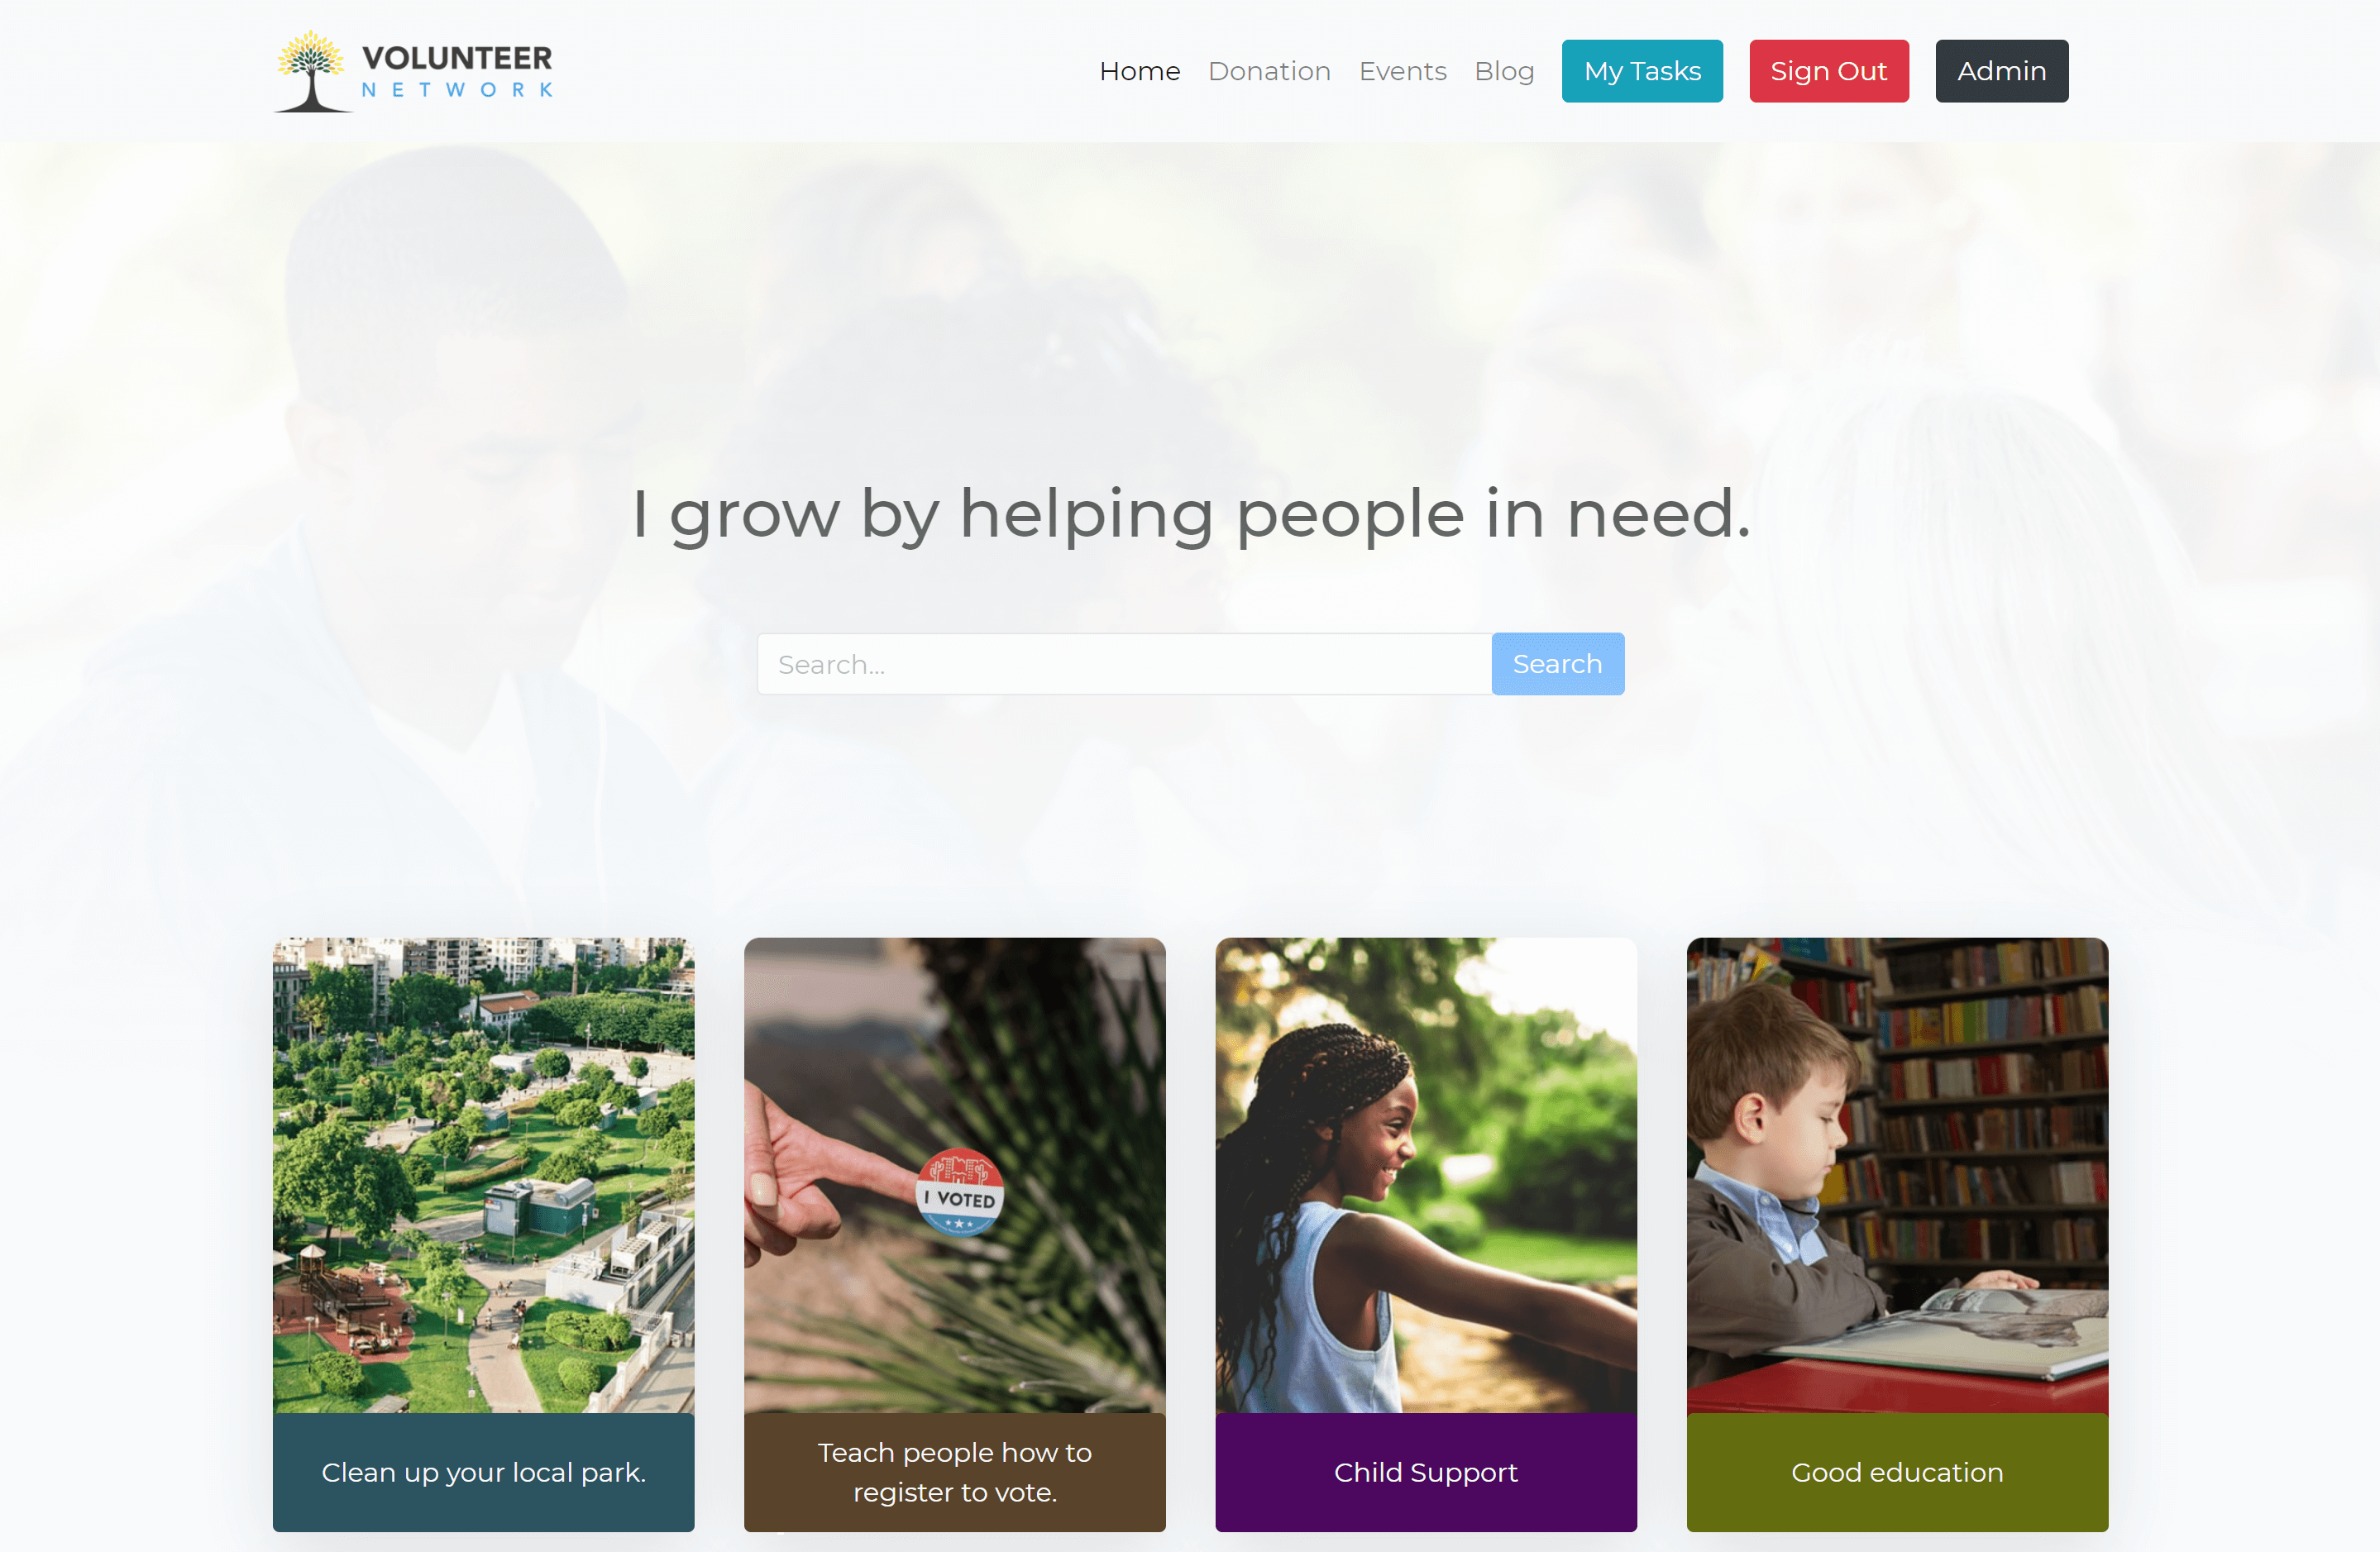 VOLUNTEER
NETWORK
Home Donation Events Blog My Tasks Sign Out Admin
I grow by helping people in need.
Search... Search
I VOTED
Clean up your local park.
Teach people how to
register to vote.
Child Support
Good education